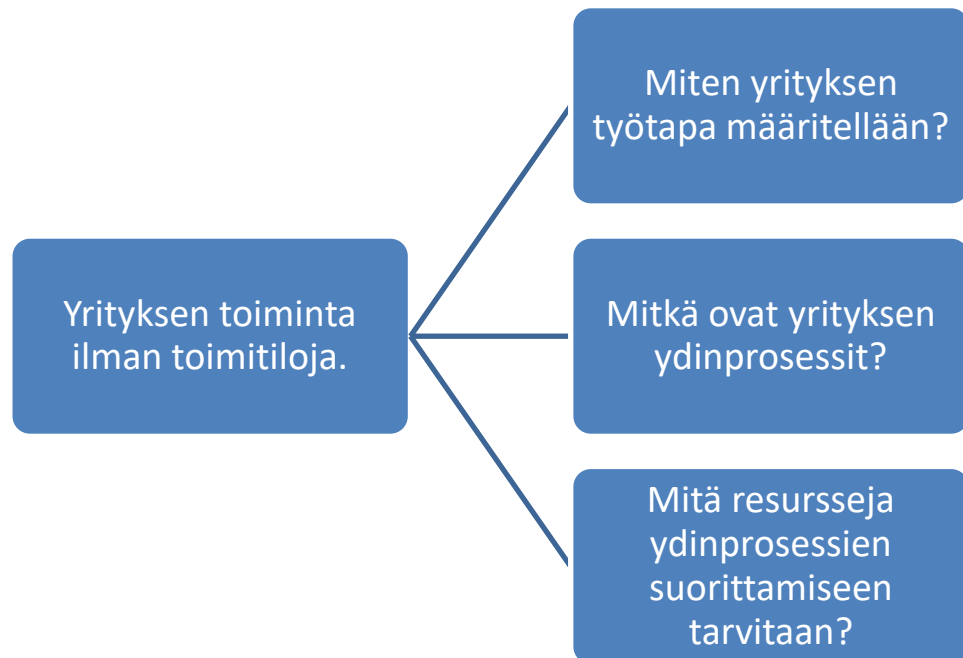 Yrityksen toiminta
ilman toimitiloja.
Miten yrityksen
työtapa määritellään?
Mitkä ovat yrityksen
ydinprosessit?
Mitä resursseja
ydinprosessien
suorittamiseen
tarvitaan?